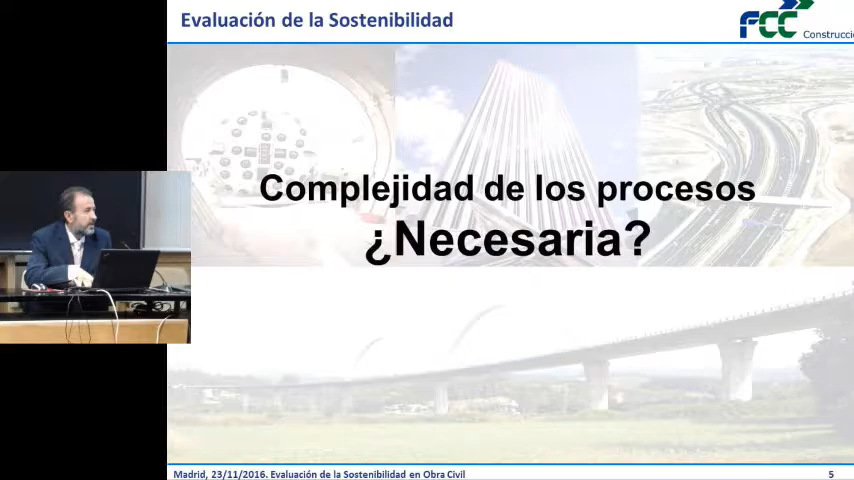 Evaluación de la Sostenibilidad
FCC
Construcció
Complejidad de los procesos
¿Necesaria?
Madrid, 23/11/2016. Evaluación de la Sostenibilidad en Obra Civil
5